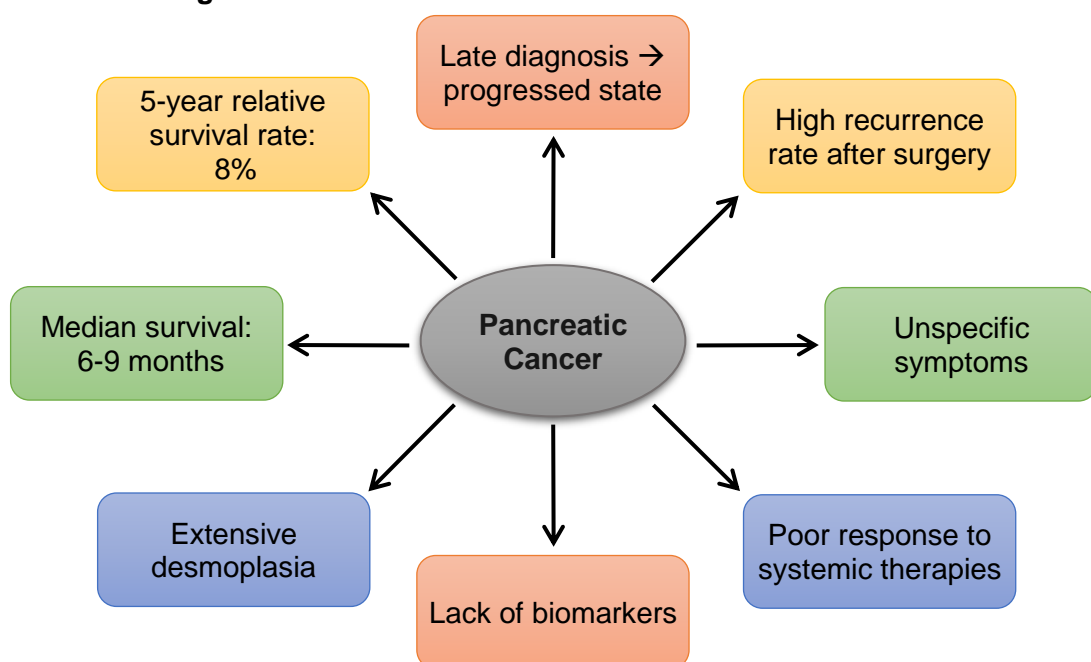 Late diagnosis →
progressed state
5-year relative
survival rate:
8%
High recurrence
rate after surgery
Median survival:
6-9 months
Pancreatic
Cancer
Unspecific
symptoms
Extensive
desmoplasia
Poor response to
systemic therapies
Lack of biomarkers